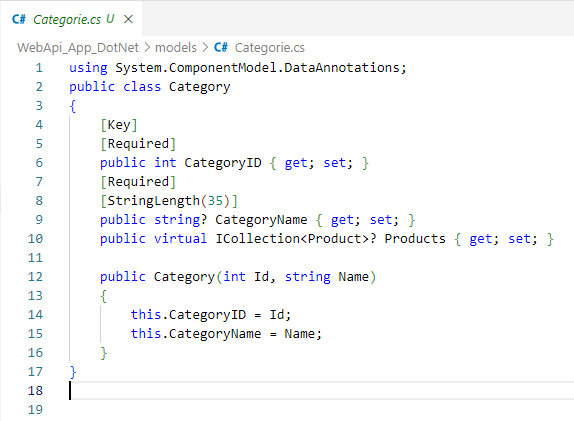 C# Categorie.cs U ×
WebApi_App_DotNet > models > C# Categorie.cs
1 using System.ComponentModel.DataAnnotations;
2 public class Category
3 {
4     [Key]
5     [Required]
6     public int CategoryID { get; set; }
7     [Required]
8     [StringLength(35)]
9     public string? CategoryName { get; set; }
10     public virtual ICollection<Product>? Products { get; set; }
11
12     public Category(int Id, string Name)
13     {
14         this.CategoryID = Id;
15         this.CategoryName = Name;
16     }
17 }
18
19